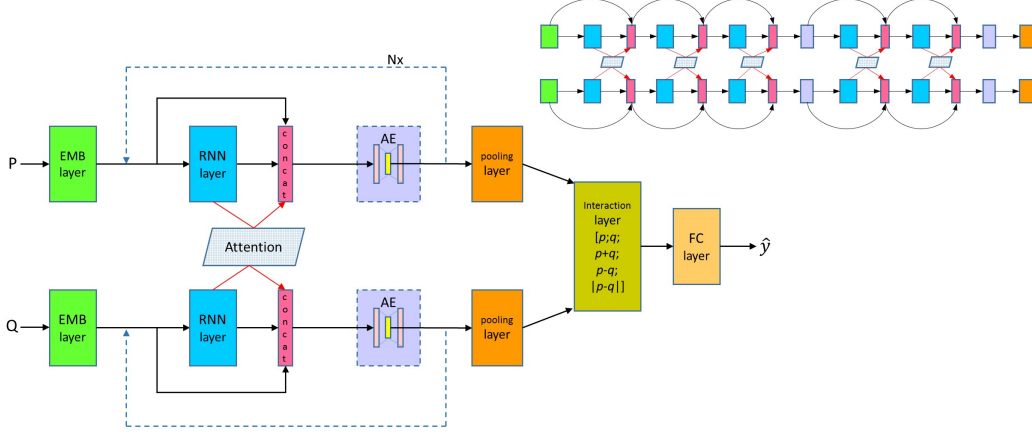 Nx
P
EMB
layer
RNN
layer
c
o
n
c
a
t
AE
pooling
layer
Attention
Interaction
layer
[p;q;
p+q;
p-q;
|p-q|]
FC
layer
ŷ
Q
EMB
layer
RNN
layer
c
o
n
c
a
t
AE
pooling
layer